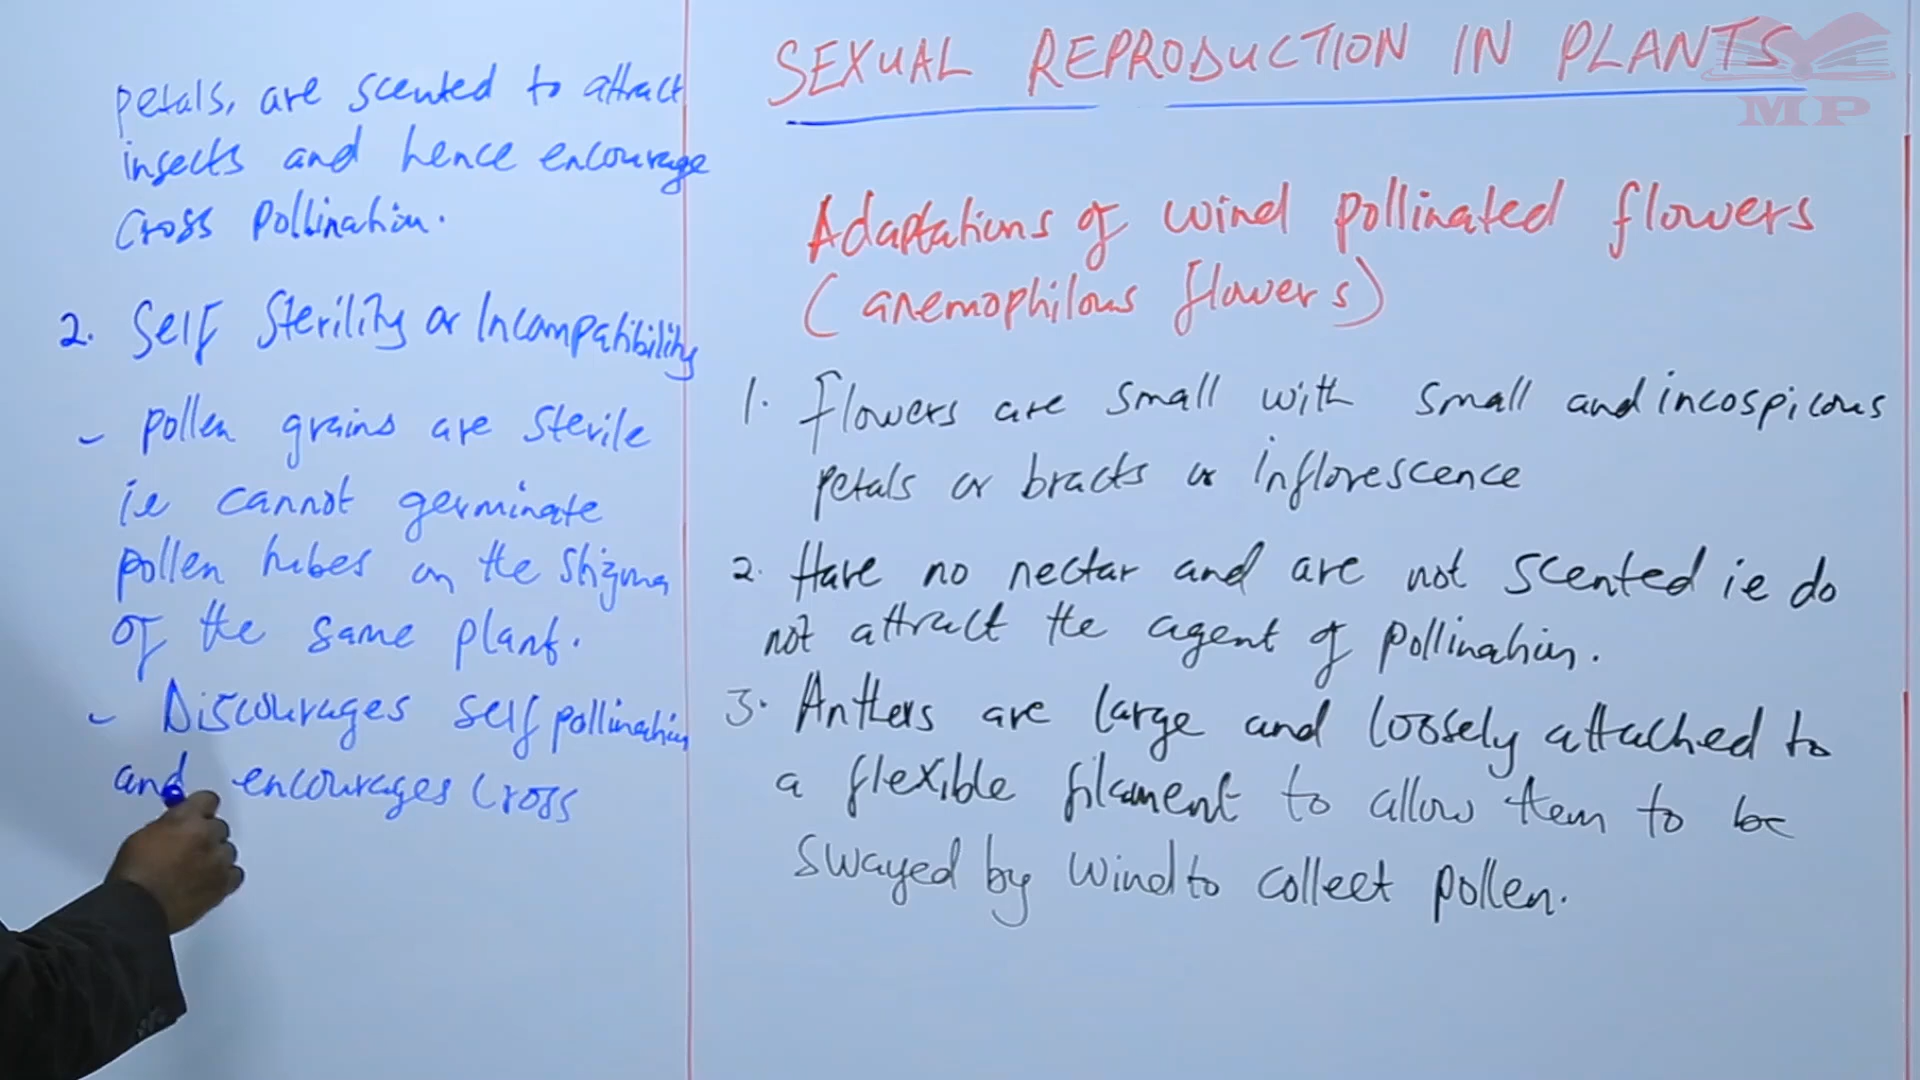 petals, are scented to attract
insects and hence encourage
cross pollination.
2. Self Sterility or Incompatibility
- pollen grains are sterile
ie cannot germinate
pollen tubes on the stigma
of the same plant.
- Discourages self pollination
and encourages cross
SEXUAL REPRODUCTION IN PLANTS
MP
Adaptations of wind pollinated flowers
(anemophilous flowers)
1. Flowers are small with small and incospicous
petals or bracts or inflorescence
2. Have no nectar and are not scented ie do
not attract the agent of pollination.
3. Anthers are large and loosely attached to
a flexible filament to allow them to be
swayed by wind to collect pollen.